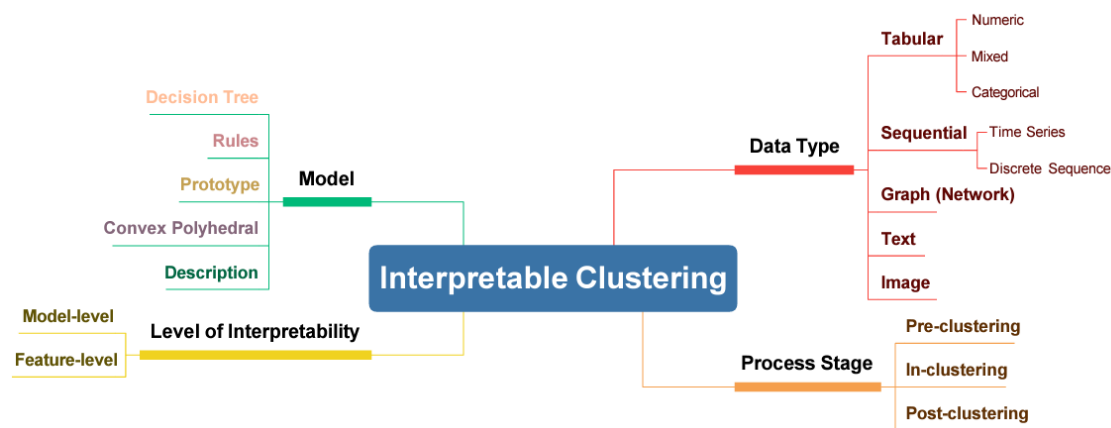 Decision Tree
Rules
Prototype
Convex Polyhedral
Description
Model
Model-level
Feature-level
Level of Interpretability
Interpretable Clustering
Data Type
Tabular
Numeric
Mixed
Categorical
Sequential
Time Series
Discrete Sequence
Graph (Network)
Text
Image
Process Stage
Pre-clustering
In-clustering
Post-clustering